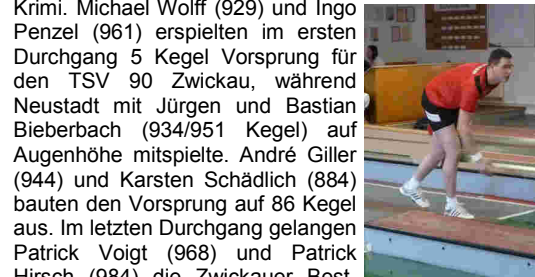 Krimi. Michael Wolff (929) und Ingo
Penzel (961) erspielten im ersten
Durchgang 5 Kegel Vorsprung für
den TSV 90 Zwickau, während
Neustadt mit Jürgen und Bastian
Bieberbach (934/951 Kegel) auf
Augenhöhe mitspielte. André Giller
(944) und Karsten Schädlich (884)
bauten den Vorsprung auf 86 Kegel
aus. Im letzten Durchgang gelangen
Patrick Voigt (968) und Patrick
Hirsch (984) die Zwickauer Best-